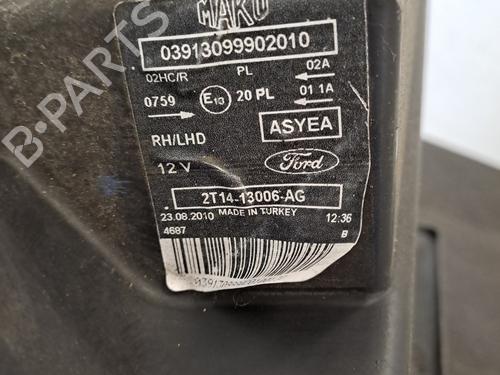 MAKO
03913099902010
02HC/R PL 02A
0759 E13 20 PL 01 1A
RH/LHD ASYEA
12 V Ford
2T14-13006-AG
23.08.2010 MADE IN TURKEY 12:36
4687 B
B-PARTS